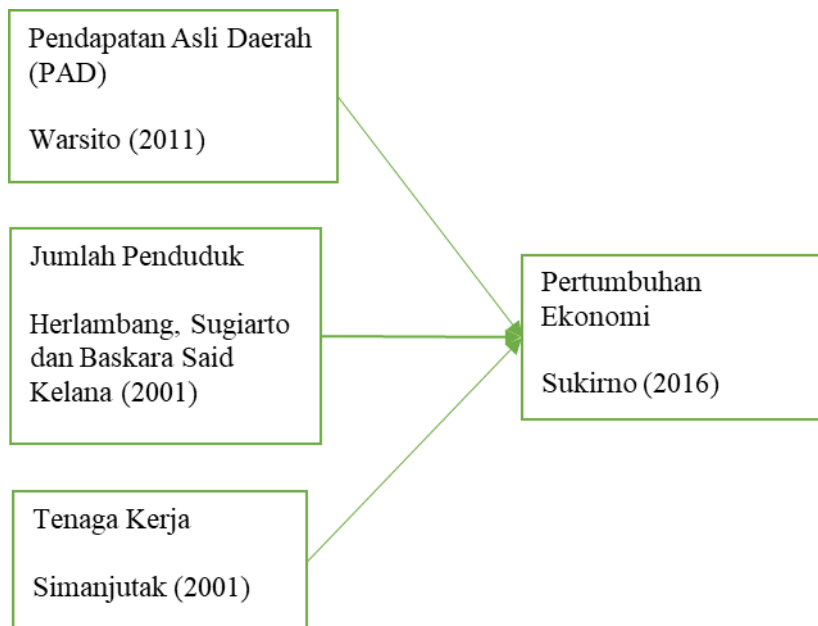 Pendapatan Asli Daerah
(PAD)
Warsito (2011)
Jumlah Penduduk
Herlambang, Sugiarto
dan Baskara Said
Kelana (2001)
Tenaga Kerja
Simanjutak (2001)
Pertumbuhan
Ekonomi
Sukirno (2016)